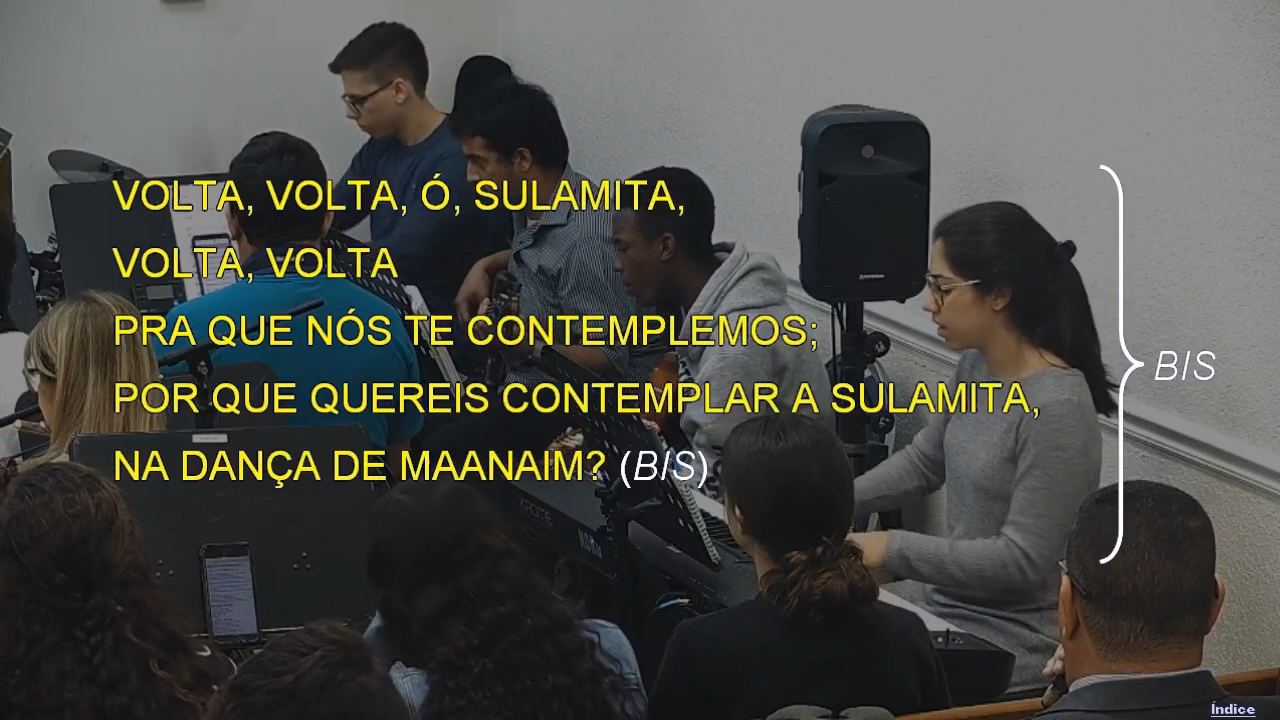 VOLTA, VOLTA, Ó, SULAMITA,
VOLTA, VOLTA
PRA QUE NÓS TE CONTEMPLEMOS;
POR QUE QUEREIS CONTEMPLAR A SULAMITA,
NA DANÇA DE MAANAIM? (BIS)
BIS
Índice